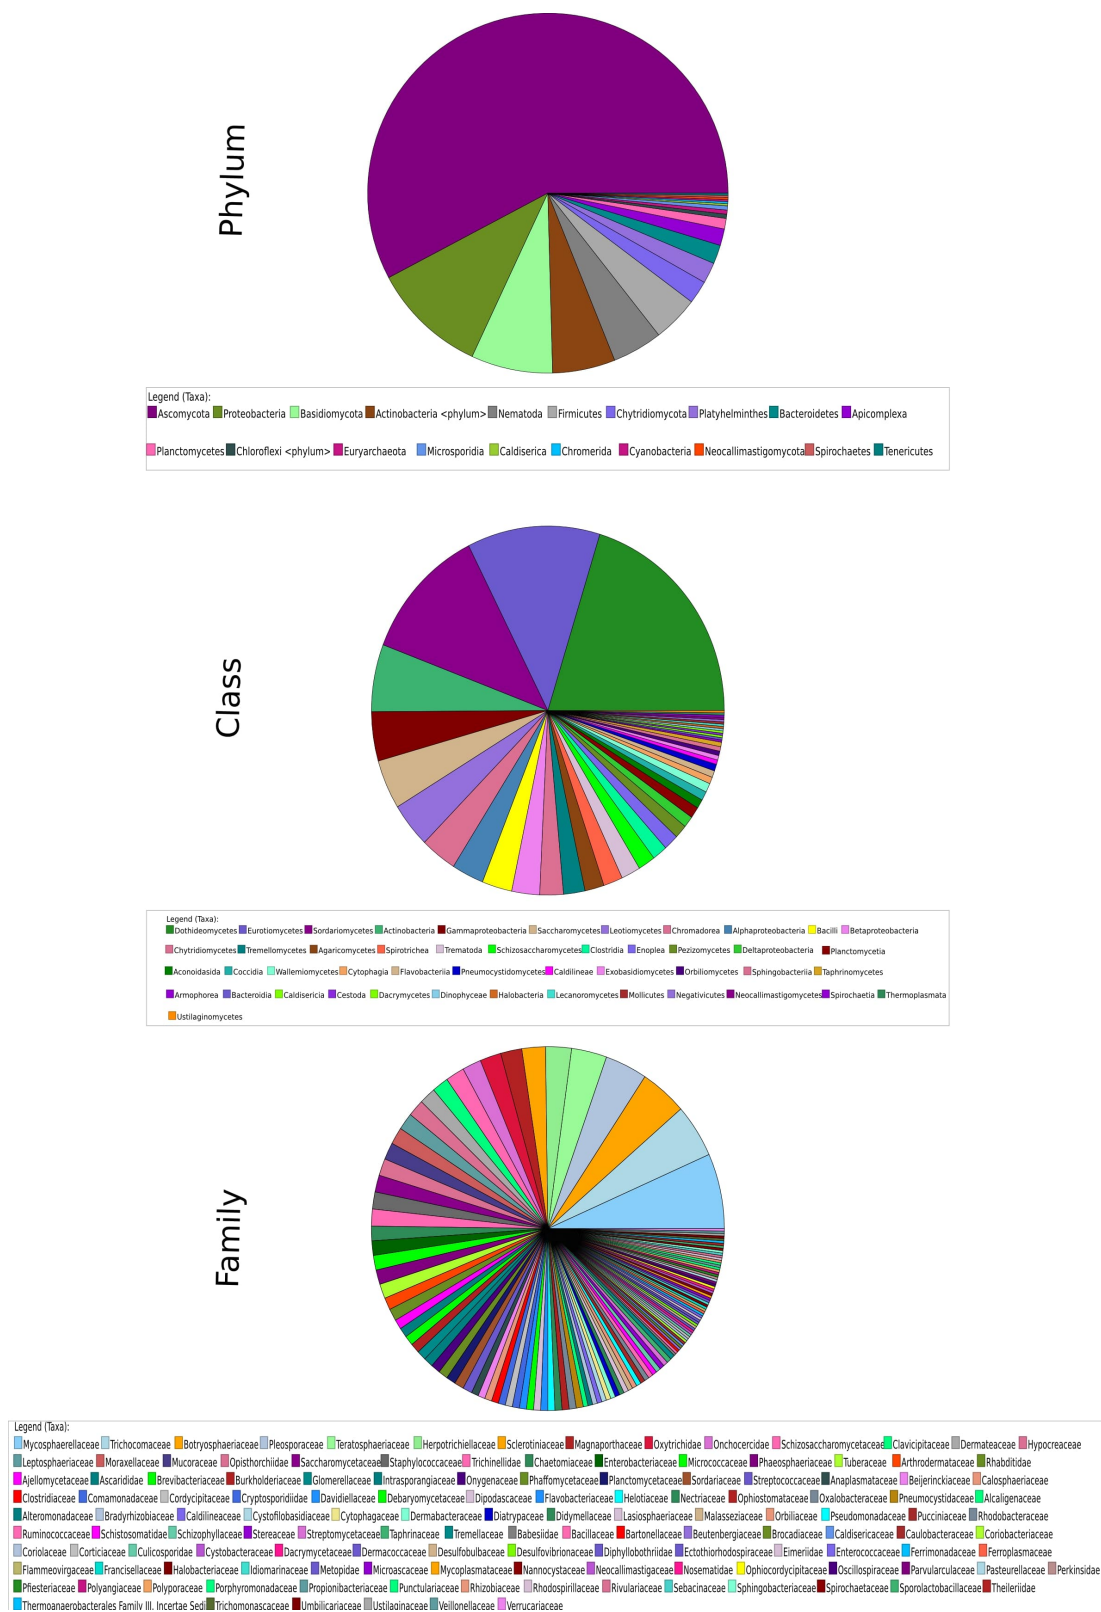 Phylum
Legend (Taxa):
Ascomycota Proteobacteria Basidiomycota Actinobacteria <phylum> Nematoda Firmicutes Chytridiomycota Platyhelminthes Bacteroidetes Apicomplexa
Planctomycetes Chloroflexi <phylum> Euryarchaeota Microsporidia Caldiserica Chromerida Cyanobacteria Neocallimastigomycota Spirochaetes Tenericutes
Class
Legend (Taxa):
Dothideomycetes Eurotiomycetes Sordariomycetes Actinobacteria Gammaproteobacteria Saccharomycetes Leotiomycetes Chromadorea Alphaproteobacteria Bacilli Betaproteobacteria
Chytridiomycetes Tremellomycetes Agaricomycetes Spirotrichea Trematoda Schizosaccharomycetes Clostridia Enoplea Pezizomycetes Deltaproteobacteria Planctomycetia
Aconoidasida Coccidia Wallemiomycetes Cytophagia Flavobacteriia Pneumocystidomycetes Caldilineae Exobasidiomycetes Orbiliomycetes Sphingobacteriia Taphrinomycetes
Armophorea Bacteroidia Caldisericia Cestoda Dacrymycetes Dinophyceae Halobacteria Lecanoromycetes Mollicutes Negativicutes Neocallimastigomycetes Spirochaetia Thermoplasmata
Ustilaginomycetes
Family
Legend (Taxa):
Mycosphaerellaceae Trichocomaceae Botryosphaeriaceae Pleosporaceae Teratosphaeriaceae Herpotrichiellaceae Sclerotiniaceae Magnaporthaceae Oxytrichidae Onchocercidae Schizosaccharomycetaceae Clavicipitaceae Dermateaceae Hypocreaceae
Leptosphaeriaceae Moraxellaceae Mucoraceae Opisthorchiidae Saccharomycetaceae Staphylococcaceae Trichinellidae Chaetomiaceae Enterobacteriaceae Micrococcaceae Phaeosphaeriaceae Tuberaceae Arthrodermataceae Rhabditidae
Ajellomycetaceae Ascarididae Brevibacteriaceae Burkholderiaceae Glomerellaceae Intrasporangiaceae Onygenaceae Phaffomycetaceae Planctomycetaceae Sordariaceae Streptococcaceae Anaplasmataceae Beijerinckiaceae Calosphaeriaceae
Clostridiaceae Comamonadaceae Cordycipitaceae Cryptosporidiidae Davidiellaceae Debaryomycetaceae Dipodascaceae Flavobacteriaceae Helotiaceae Nectriaceae Ophiostomataceae Oxalobacteraceae Pneumocystidaceae Alcaligenaceae
Alteromonadaceae Bradyrhizobiaceae Caldilineaceae Cystofilobasidiaceae Cytophagaceae Dermabacteraceae Diatrypaceae Didymellaceae Lasiosphaeriaceae Malasseziaceae Orbiliaceae Pseudomonadaceae Pucciniaceae Rhodobacteraceae
Ruminococcaceae Schistosomatidae Schizophyllaceae Stereaceae Streptomycetaceae Taphrinaceae Tremellaceae Babesiidae Bacillaceae Bartonellaceae Beutenbergiaceae Brocadiaceae Caldisericaceae Caulobacteraceae Coriobacteriaceae
Coriolaceae Corticiaceae Culicosporidae Cystobacteraceae Dacrymycetaceae Dermacoccaceae Desulfobulbaceae Desulfovibrionaceae Diphyllobothriidae Ectothiorhodospiraceae Eimeriidae Enterococcaceae Ferrimonadaceae Ferroplasmaceae
Flammeovirgaceae Francisellaceae Halobacteriaceae Idiomarinaceae Metopidae Microascaceae Mycoplasmataceae Nannocystaceae Neocallimastigaceae Nosematidae Ophiocordycipitaceae Oscillospiraceae Parvularculaceae Pasteurellaceae Perkinsidae
Pfiesteriaceae Polyangiaceae Polyporaceae Porphyromonadaceae Propionibacteriaceae Punctulariaceae Rhizobiaceae Rhodospirillaceae Rivulariaceae Sebacinaceae Sphingobacteriaceae Spirochaetaceae Sporolactobacillaceae Theileriidae
Thermoanaerobacterales Family III. Incertae Sedi Trichomonascaceae Umbilicariaceae Ustilaginaceae Veillonellaceae Verrucariaceae